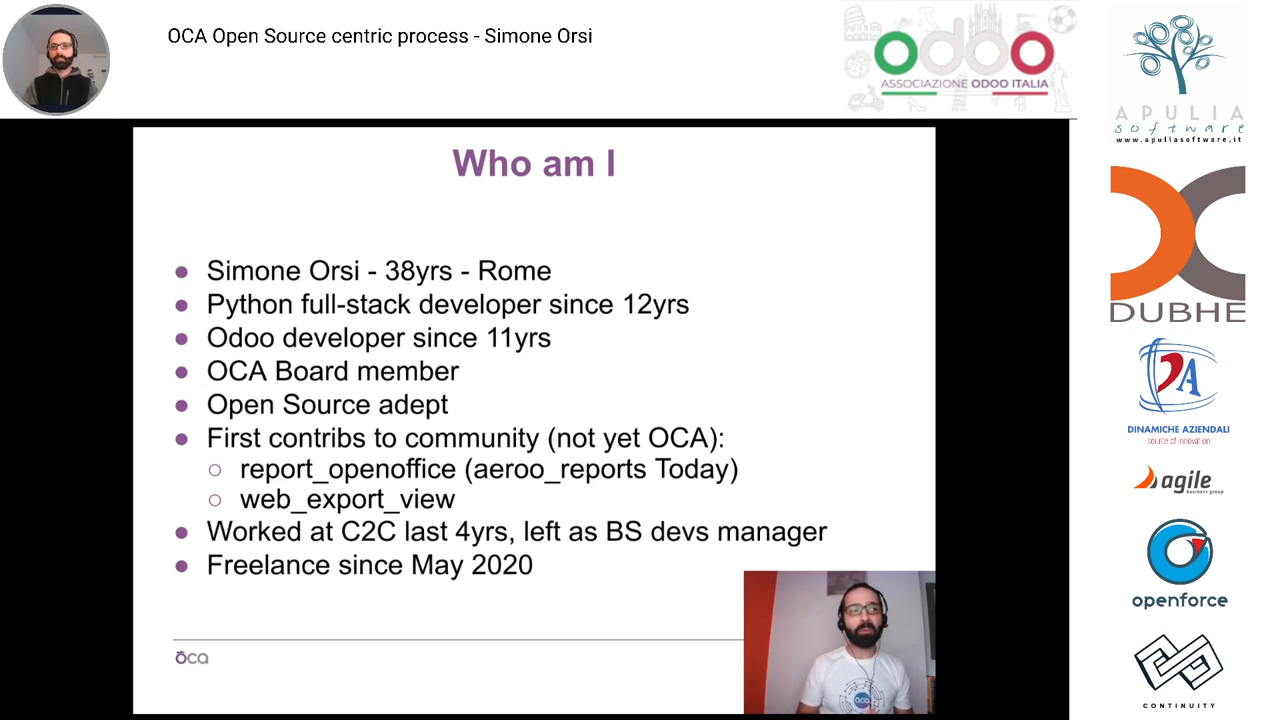 OCA Open Source centric process - Simone Orsi
odoo
ASSOCIAZIONE ODOO ITALIA
APULIA
software
www.apuliasoftware.it
DUBHE
DA
DINAMICHE AZIENDALI
source of innovation
agile
business group
openforce
CONTINUITY
Who am I
● Simone Orsi - 38yrs - Rome
● Python full-stack developer since 12yrs
● Odoo developer since 11yrs
● OCA Board member
● Open Source adept
● First contribs to community (not yet OCA):
○ report_openoffice (aeroo_reports Today)
○ web_export_view
● Worked at C2C last 4yrs, left as BS devs manager
● Freelance since May 2020
oca
oca